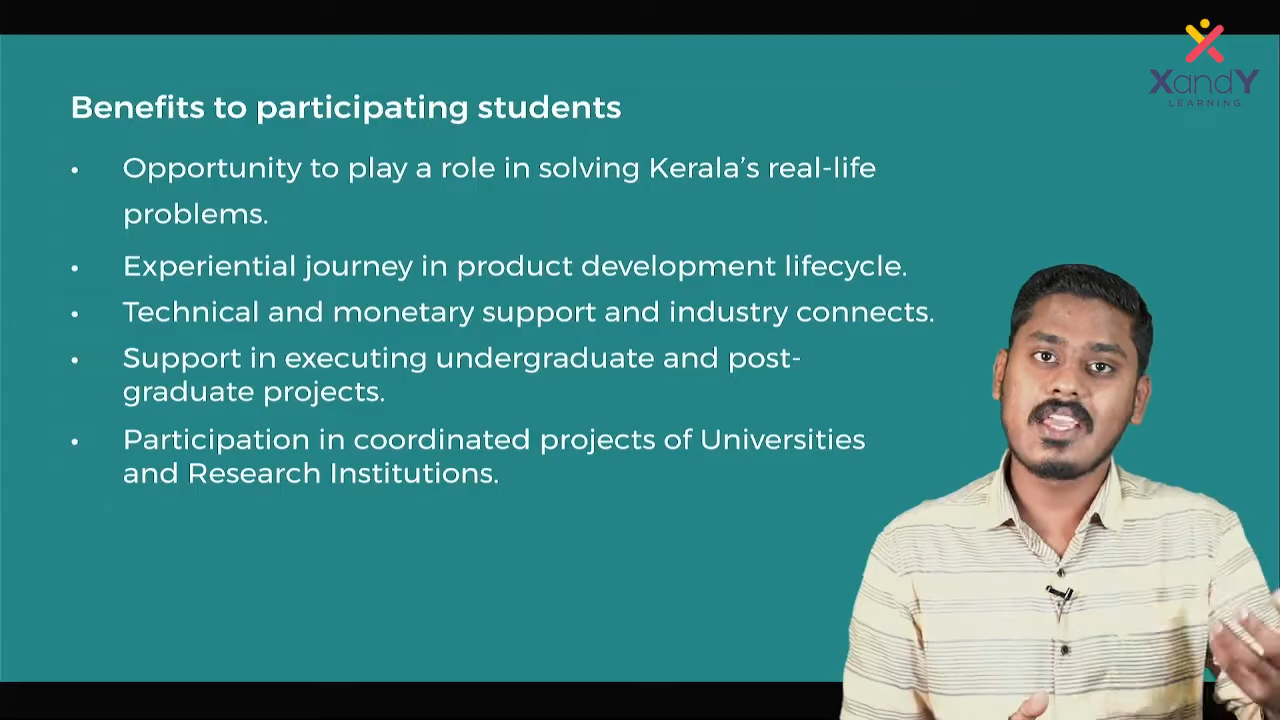 XandY
LEARNING
Benefits to participating students
• Opportunity to play a role in solving Kerala’s real-life
problems.
• Experiential journey in product development lifecycle.
• Technical and monetary support and industry connects.
• Support in executing undergraduate and post-
graduate projects.
• Participation in coordinated projects of Universities
and Research Institutions.